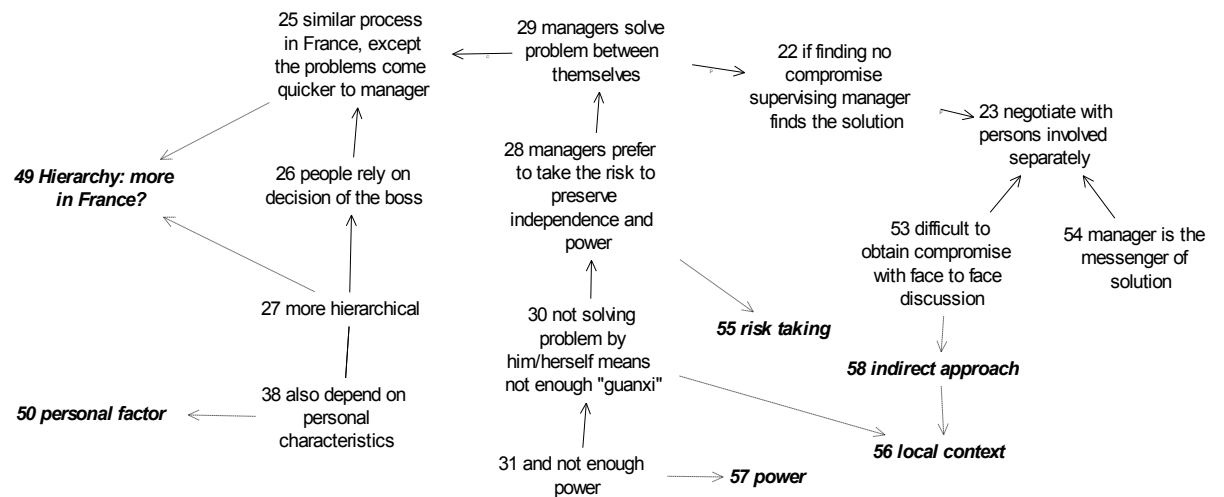 25 similar process
in France, except
the problems come
quicker to manager
29 managers solve
problem between
themselves
22 if finding no
compromise
supervising manager
finds the solution
23 negotiate with
persons involved
separately
49 Hierarchy: more
in France?
26 people rely on
decision of the boss
28 managers prefer
to take the risk to
preserve
independence and
power
53 difficult to
obtain compromise
with face to face
discussion
54 manager is the
messenger of
solution
27 more hierarchical
30 not solving
problem by
him/herself means
not enough "guanxi"
55 risk taking
58 indirect approach
50 personal factor
38 also depend on
personal
characteristics
56 local context
31 and not enough
power
57 power